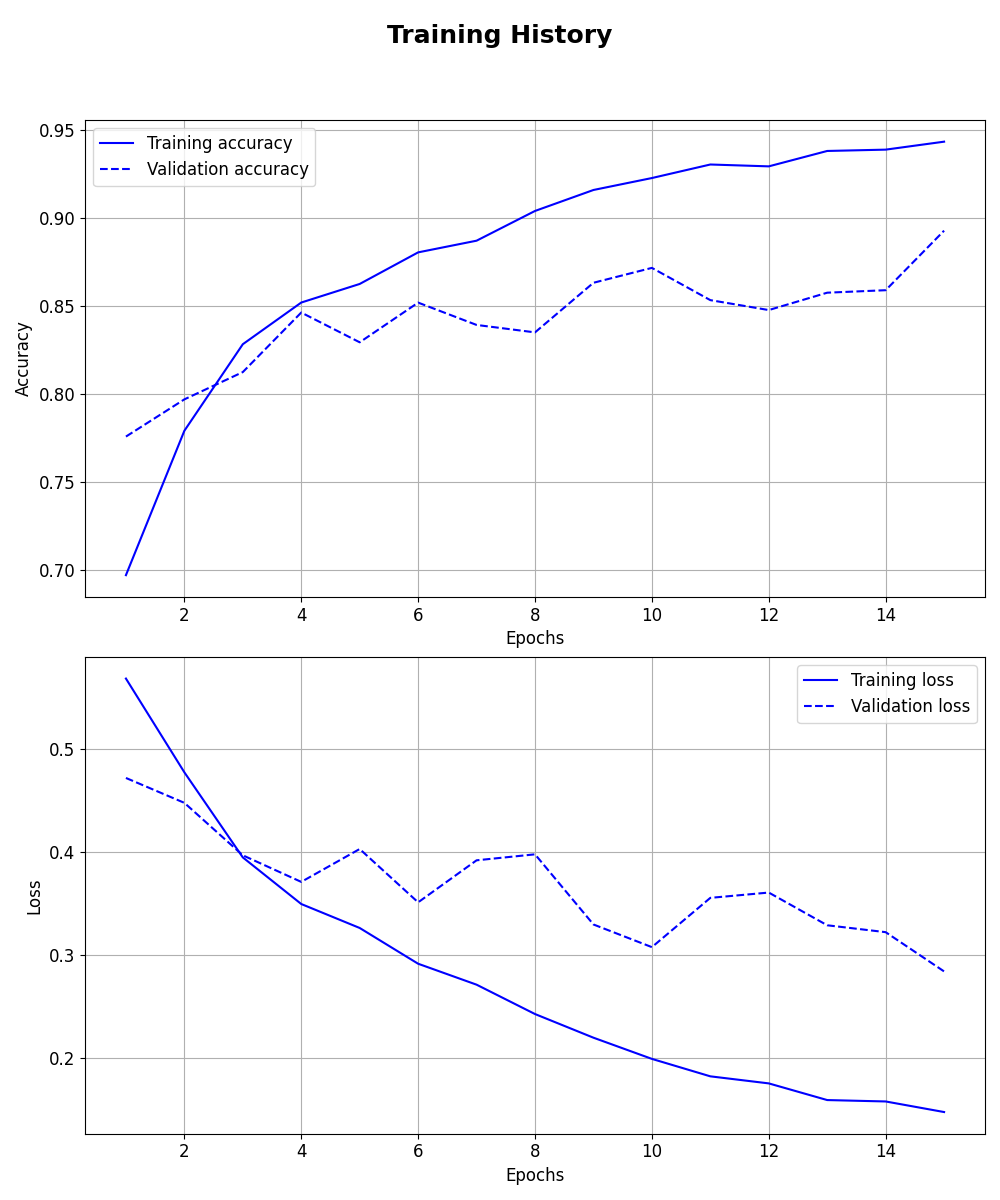 Training History
Training accuracy
Validation accuracy
0.95
0.90
0.85
0.80
0.75
0.70
Accuracy
2 4 6 8 10 12 14
Epochs
Training loss
Validation loss
0.5
0.4
0.3
0.2
Loss
2 4 6 8 10 12 14
Epochs